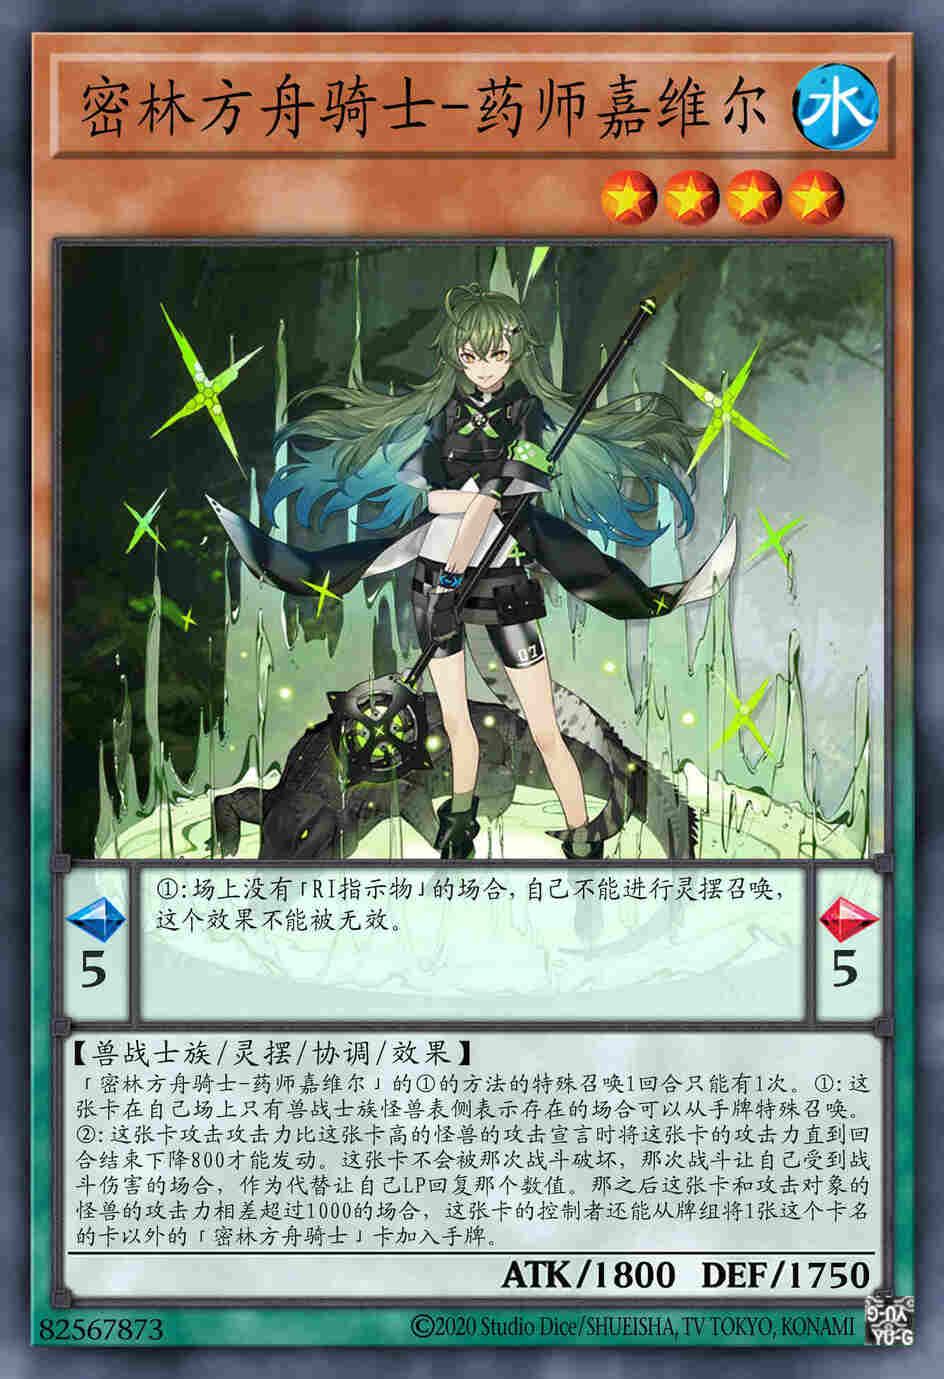 密林方舟骑士-药师嘉维尔
水
07
①:场上没有「RI指示物」的场合,自己不能进行灵摆召唤,
这个效果不能被无效。
5
5
【兽战士族/灵摆/协调/效果】
「密林方舟骑士-药师嘉维尔」的①的方法的特殊召唤1回合只能有1次。①:这
张卡在自己场上只有兽战士族怪兽表侧表示存在的场合可以从手牌特殊召唤。
②:这张卡攻击攻击力比这张卡高的怪兽的攻击宣言时将这张卡的攻击力直到回
合结束下降800才能发动。这张卡不会被那次战斗破坏,那次战斗让自己受到战
斗伤害的场合,作为代替让自己LP回复那个数值。那之后这张卡和攻击对象的
怪兽的攻击力相差超过1000的场合,这张卡的控制者还能从牌组将1张这个卡名
的卡以外的「密林方舟骑士」卡加入手牌。
ATK/1800 DEF/1750
82567873
©2020 Studio Dice/SHUEISHA, TV TOKYO, KONAMI
YU-G
YU-G